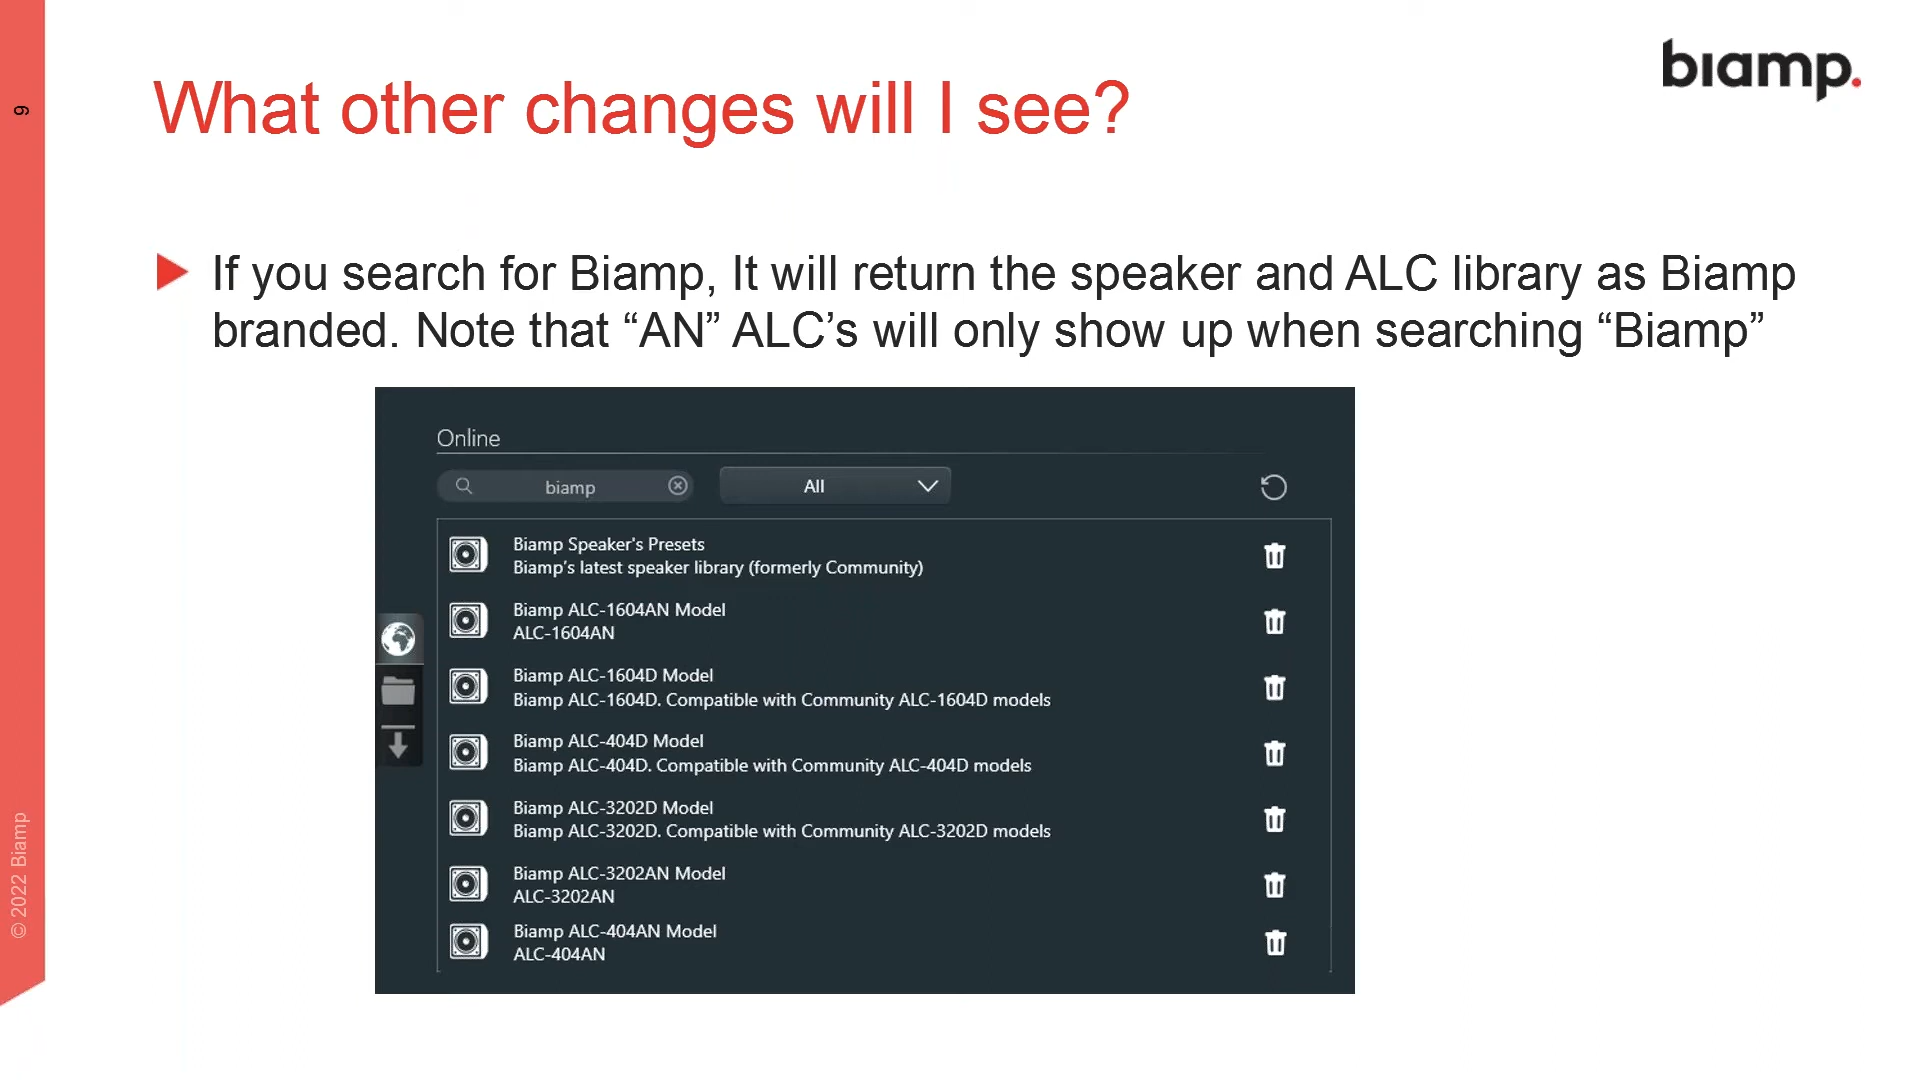 biamp.
What other changes will I see?
9
If you search for Biamp, It will return the speaker and ALC library as Biamp
branded. Note that “AN” ALC’s will only show up when searching “Biamp”
Online
biamp
All
Biamp Speaker's Presets
Biamp's latest speaker library (formerly Community)
Biamp ALC-1604AN Model
ALC-1604AN
Biamp ALC-1604D Model
Biamp ALC-1604D. Compatible with Community ALC-1604D models
Biamp ALC-404D Model
Biamp ALC-404D. Compatible with Community ALC-404D models
Biamp ALC-3202D Model
Biamp ALC-3202D. Compatible with Community ALC-3202D models
Biamp ALC-3202AN Model
ALC-3202AN
Biamp ALC-404AN Model
ALC-404AN
© 2022 Biamp